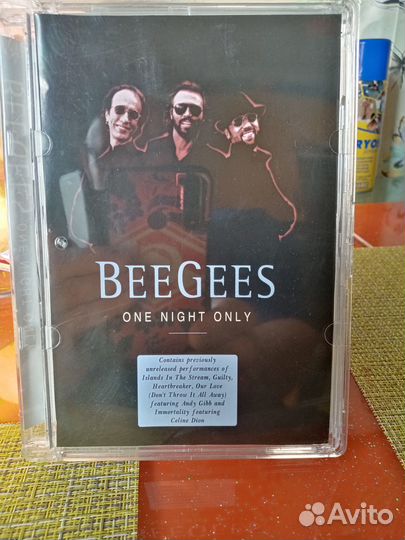 BEEGEES
ONE NIGHT ONLY
Contains previously
unreleased performances of
Islands In The Stream, Guilty,
Heartbreaker, Our Love
(Don't Throw It All Away)
featuring Andy Gibb and
Immortality featuring
Celine Dion
Avito